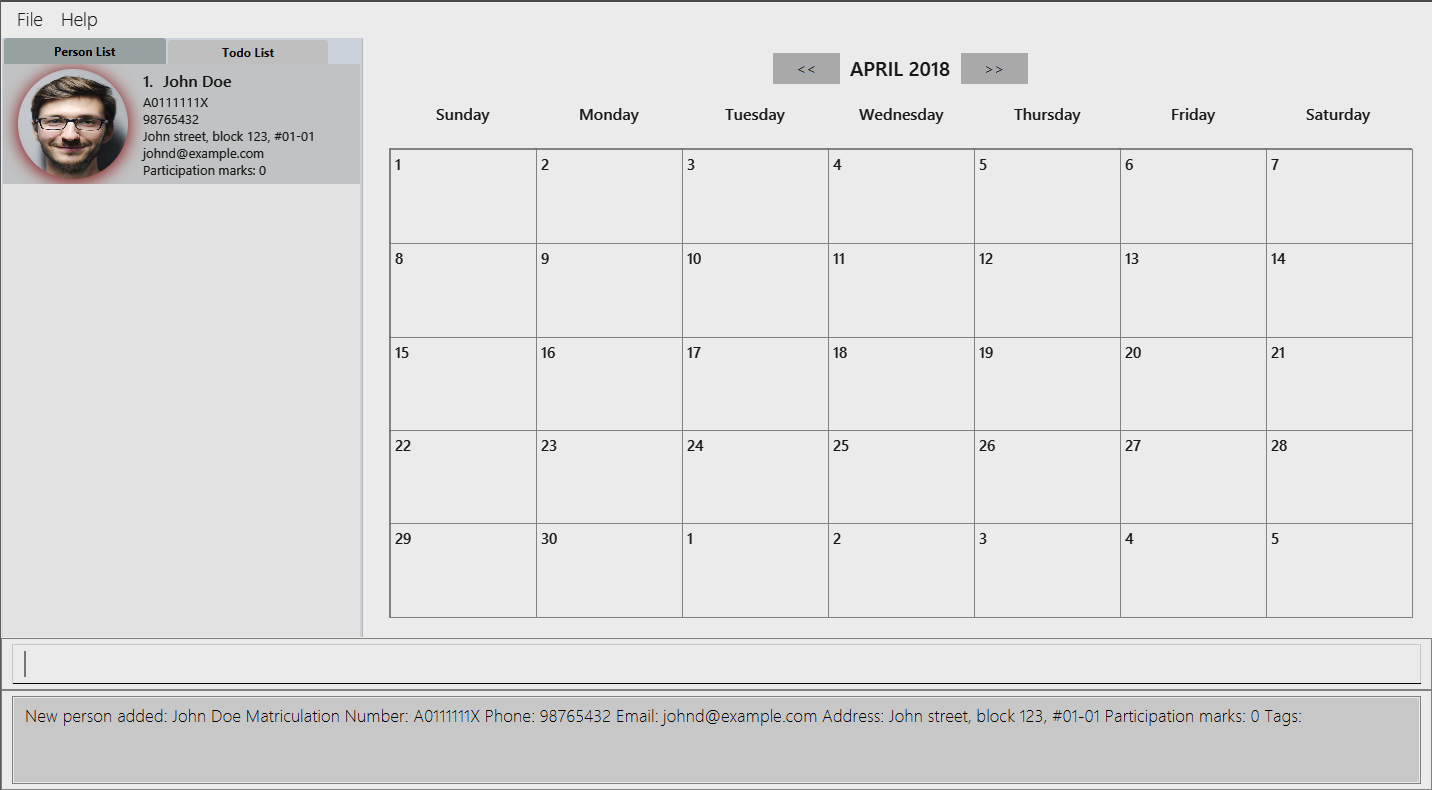 File Help
Person List Todo List
1. John Doe
A0111111X
98765432
John street, block 123, #01-01
johnd@example.com
Participation marks: 0
<< APRIL 2018 >>
Sunday Monday Tuesday Wednesday Thursday Friday Saturday
1 2 3 4 5 6 7
8 9 10 11 12 13 14
15 16 17 18 19 20 21
22 23 24 25 26 27 28
29 30 1 2 3 4 5
New person added: John Doe Matriculation Number: A0111111X Phone: 98765432 Email: johnd@example.com Address: John street, block 123, #01-01 Participation marks: 0 Tags: